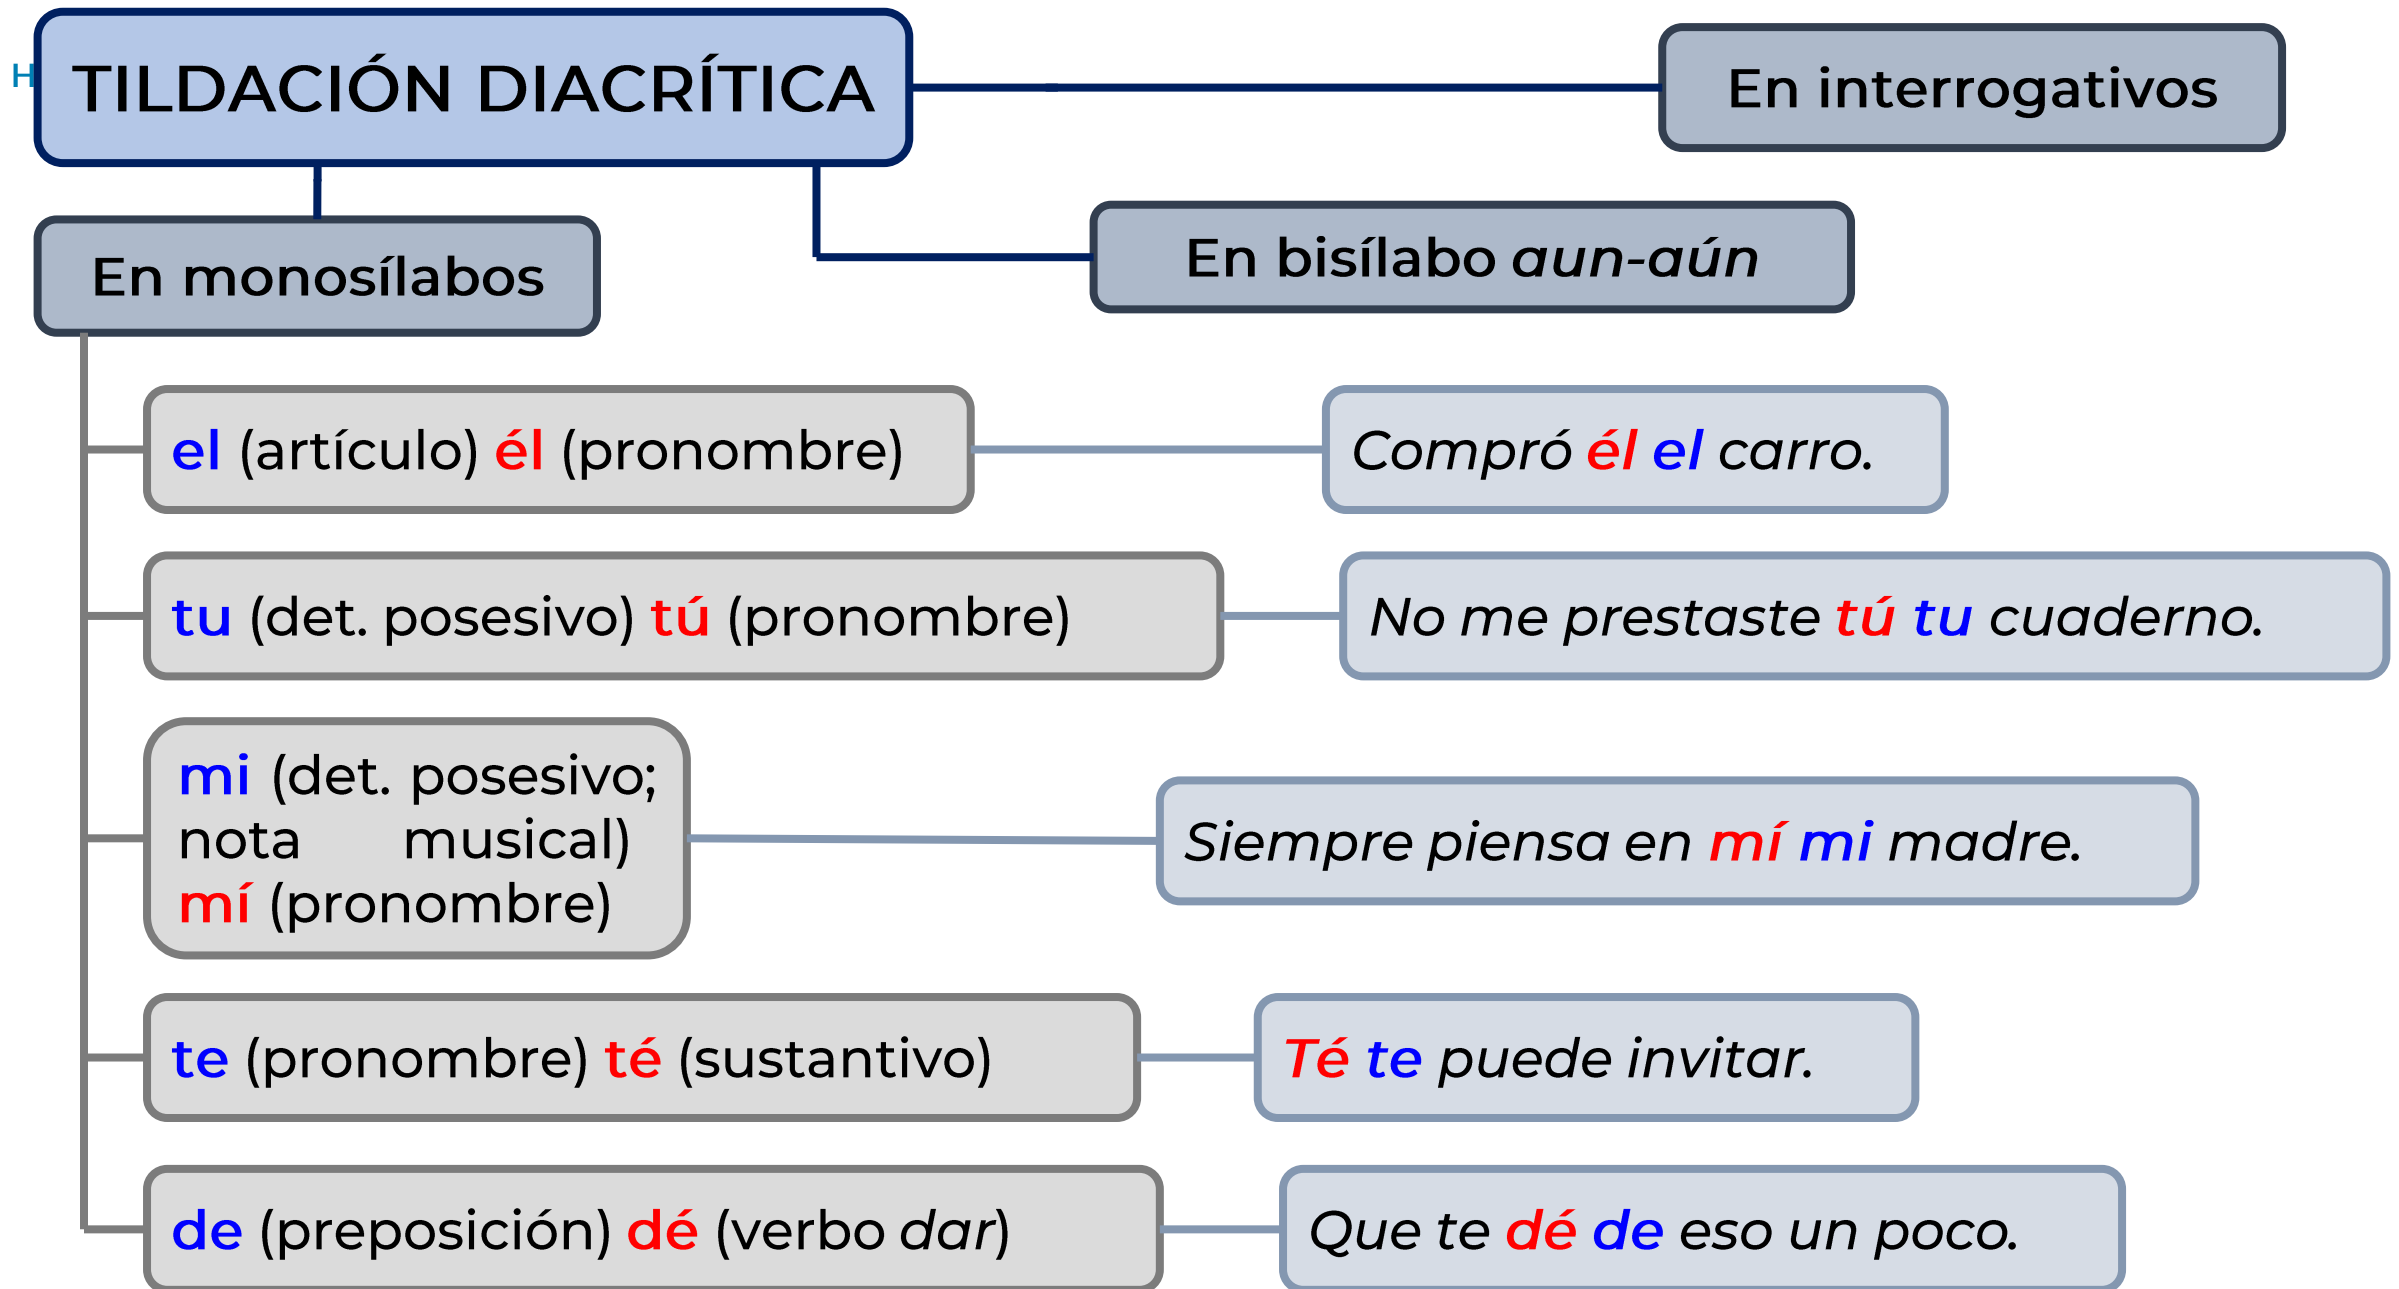 H
TILDACIÓN DIACRÍTICA
En interrogativos
En monosílabos
En bisílabo aun-aún
el (artículo) él (pronombre)
Compró él el carro.
tu (det. posesivo) tú (pronombre)
No me prestaste tú tu cuaderno.
mi (det. posesivo;
nota musical)
mí (pronombre)
Siempre piensa en mí mi madre.
te (pronombre) té (sustantivo)
Té te puede invitar.
de (preposición) dé (verbo dar)
Que te dé de eso un poco.